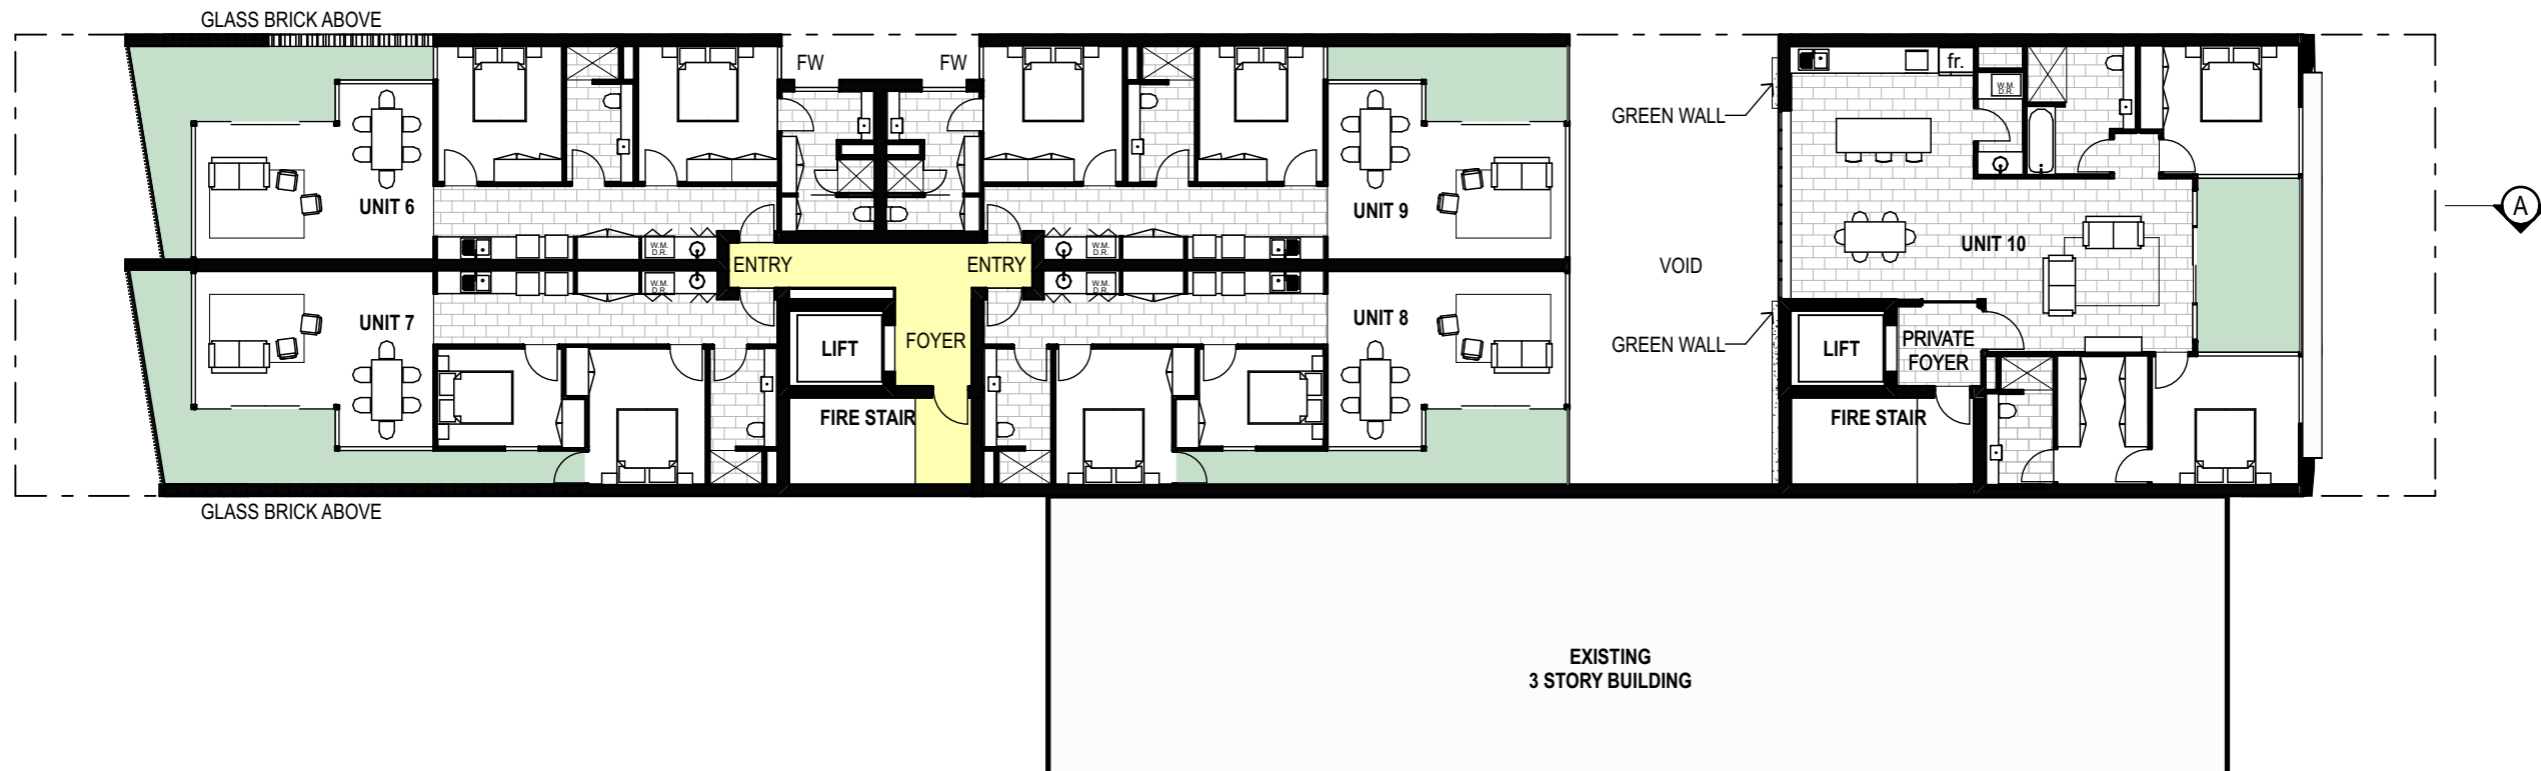 GLASS BRICK ABOVE
FW
FW
fr.
W.M.
D.R.
GREEN WALL
UNIT 6
UNIT 9
A
UNIT 10
W.M.
D.R.
W.M.
D.R.
ENTRY
ENTRY
VOID
W.M.
D.R.
W.M.
D.R.
UNIT 7
UNIT 8
FOYER
LIFT
GREEN WALL
LIFT
PRIVATE
FOYER
FIRE STAIR
FIRE STAIR
GLASS BRICK ABOVE
EXISTING
3 STORY BUILDING